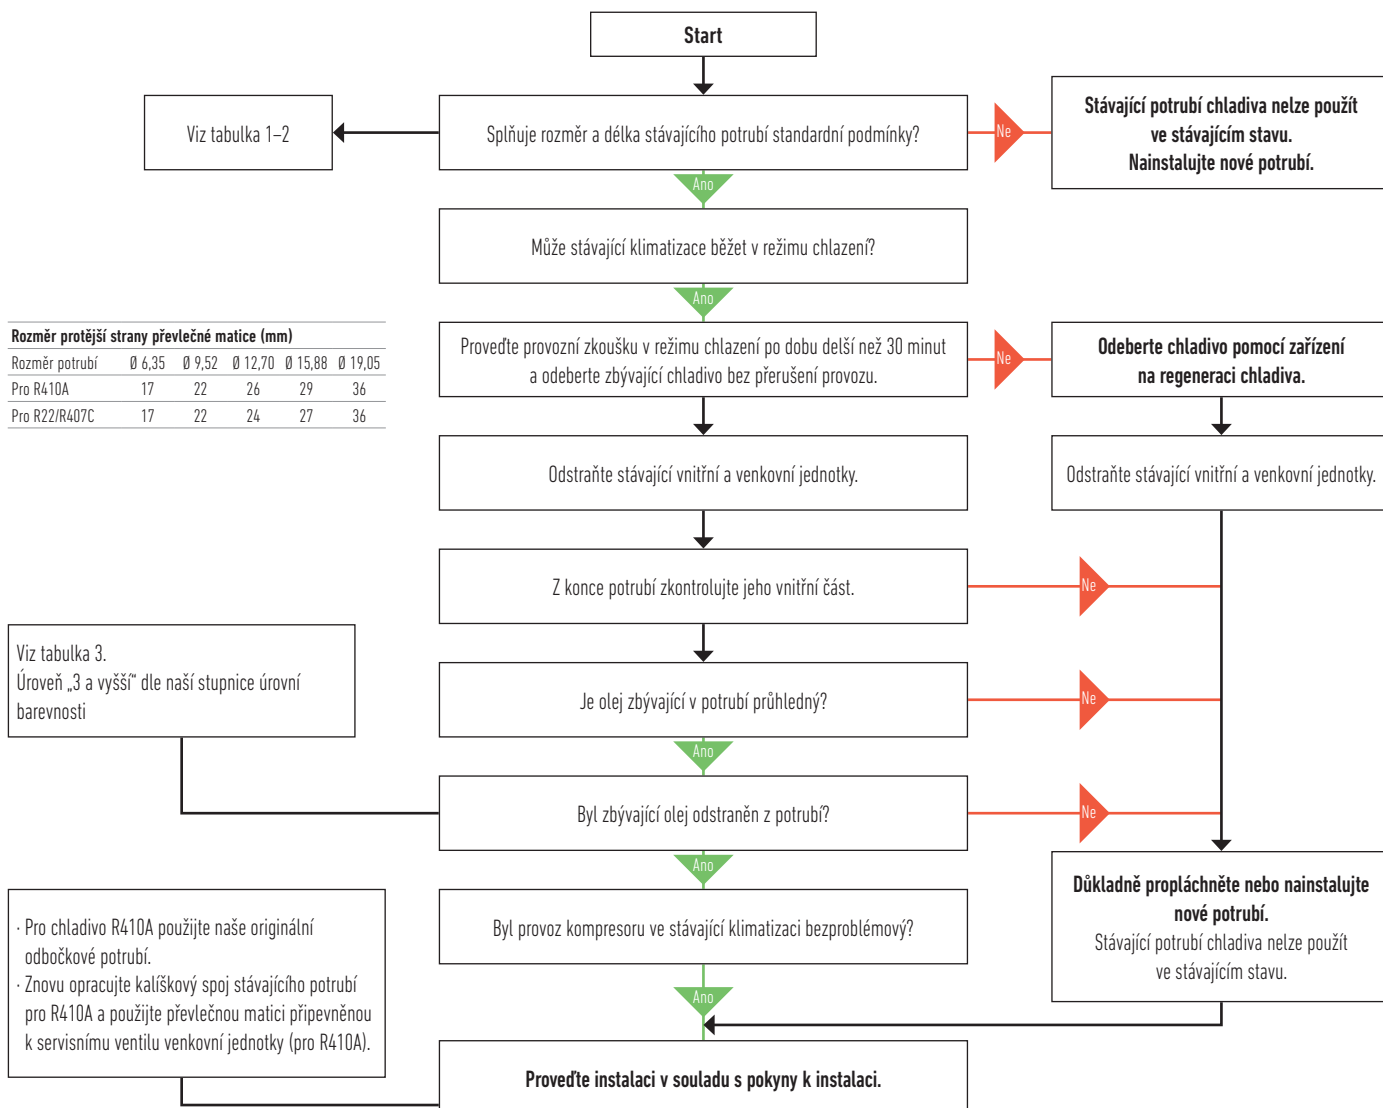 Start
Viz tabulka 1–2
Splňuje rozměr a délka stávajícího potrubí standardní podmínky?
Ne
Stávající potrubí chladiva nelze použít
ve stávajícím stavu.
Nainstalujte nové potrubí.
Ano
Může stávající klimatizace běžet v režimu chlazení?
Ano
Rozměr protější strany převlečné matice (mm)
Rozměr potrubí Ø 6,35 Ø 9,52 Ø 12,70 Ø 15,88 Ø 19,05
Pro R410A 17 22 26 29 36
Pro R22/R407C 17 22 24 27 36
Proveďte provozní zkoušku v režimu chlazení po dobu delší než 30 minut
a odeberte zbývající chladivo bez přerušení provozu.
Ne
Odeberte chladivo pomocí zařízení
na regeneraci chladiva.
Odstraňte stávající vnitřní a venkovní jednotky.
Odstraňte stávající vnitřní a venkovní jednotky.
Z konce potrubí zkontrolujte jeho vnitřní část.
Ne
Viz tabulka 3.
Úroveň „3 a vyšší“ dle naší stupnice úrovní
barevnosti
Je olej zbývající v potrubí průhledný?
Ne
Ano
Byl zbývající olej odstraněn z potrubí?
Ne
Ano
Důkladně propláchněte nebo nainstalujte
nové potrubí.
Stávající potrubí chladiva nelze použít
ve stávajícím stavu.
· Pro chladivo R410A použijte naše originální
odbočkové potrubí.
· Znovu opracujte kalíškový spoj stávajícího potrubí
pro R410A a použijte převlečnou matici připevněnou
k servisnímu ventilu venkovní jednotky (pro R410A).
Byl provoz kompresoru ve stávající klimatizaci bezproblémový?
Ano
Proveďte instalaci v souladu s pokyny k instalaci.